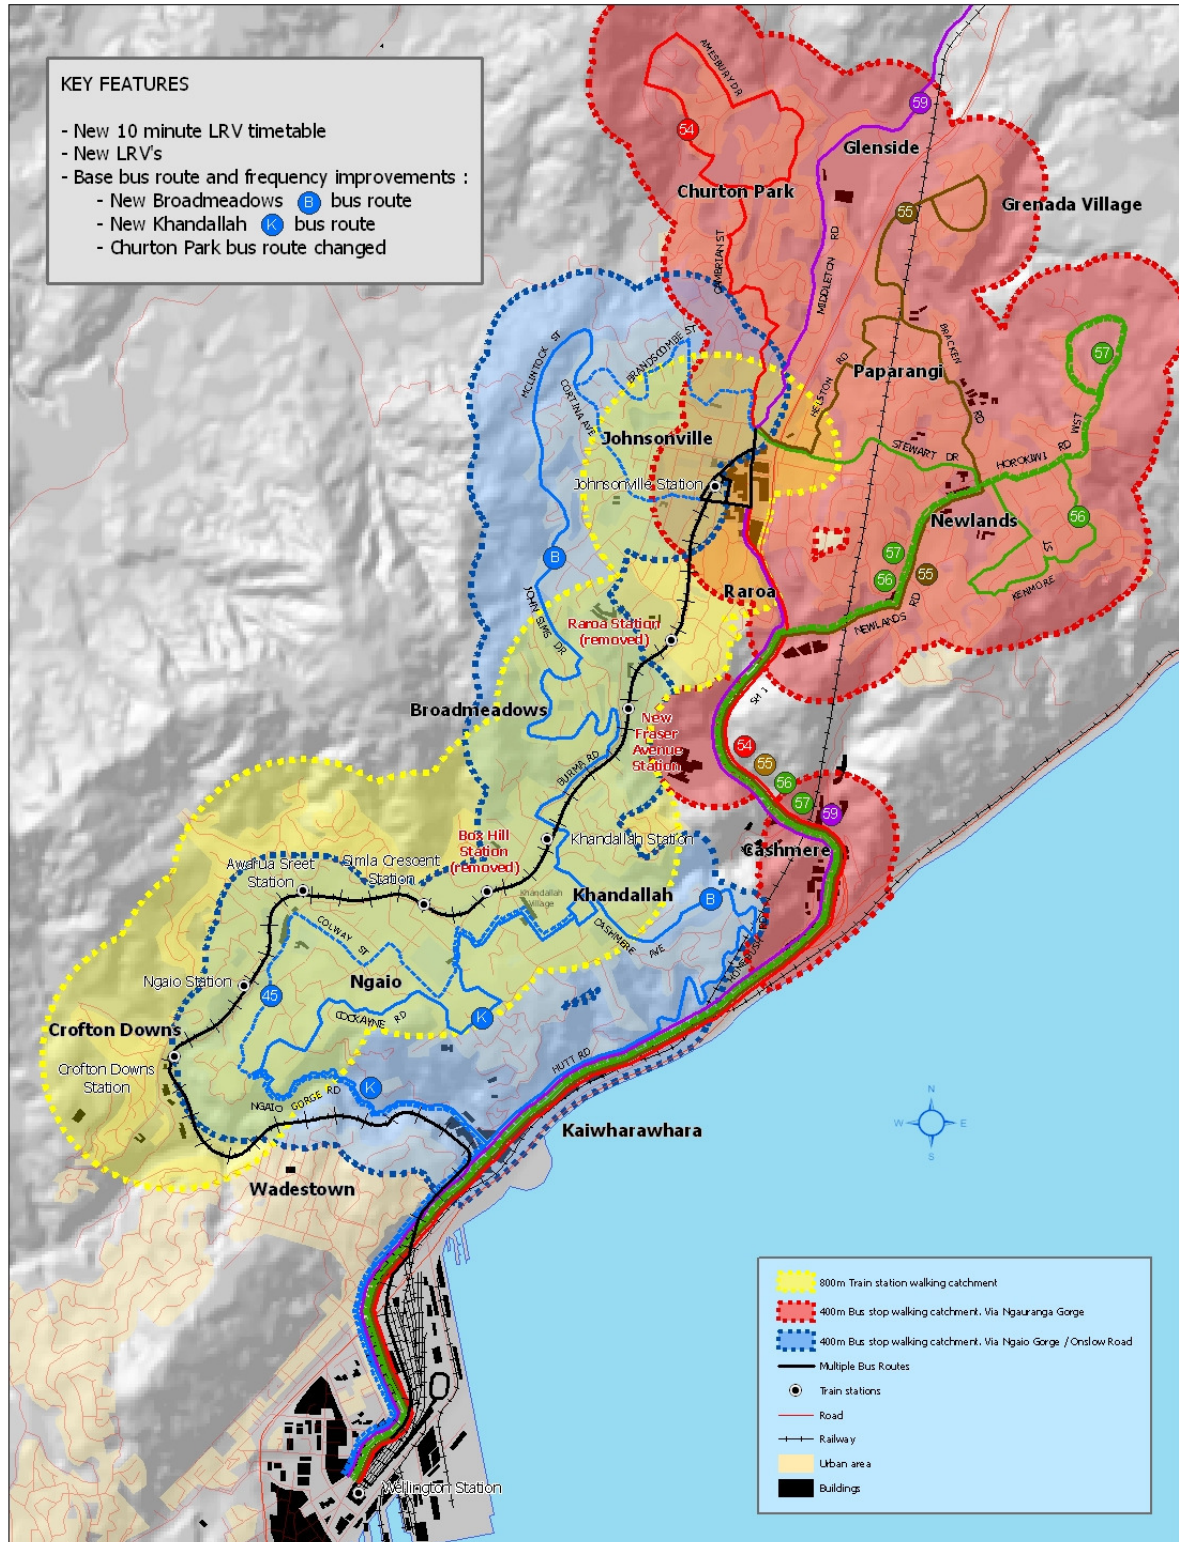 KEY FEATURES
- New 10 minute LRV timetable
- New LRV's
- Base bus route and frequency improvements :
- New Broadmeadows B bus route
- New Khandallah K bus route
- Churton Park bus route changed
AMESBURY DR
54
59
Glenside
Churton Park
55
Grenada Village
CAMBRIAN ST
MIDDLETON RD
MCLINTOCK ST
BRANDSCOMBE ST
CORTINA AVE
HELSTON RD
BRACKEN RD
Paparangi
57
Johnsonville
STEWART DR
HOROKIWI RD WST
Johnsonville Station
Newlands
56
B
57
56
55
KENMORE ST
NEWLANDS RD
JOHN SIMS DR
Raroa
Raroa Station
(removed)
SH 1
Broadmeadows
New
Fraser
Avenue
Station
54
55
56
57
59
BURMA RD
Box Hill
Station
(removed)
Khandallah Station
Cashmere
Awarua Sreet
Station
Simla Crescent
Station
Khandallah
Khandallah
Village
B
CASHMERE AVE
HOMEBUSH RD
COLWAY ST
Ngaio Station
45
Ngaio
COCKAYNE RD
K
Crofton Downs
Crofton Downs
Station
HUTT RD
K
NGAIO GORGE RD
Kaiwharawhara
N
W
E
S
Wadestown
Wellington Station
800m Train station walking catchment
400m Bus stop walking catchment. Via Ngauranga Gorge
400m Bus stop walking catchment. Via Ngaio Gorge / Onslow Road
Multiple Bus Routes
Train stations
Road
Railway
Urban area
Buildings